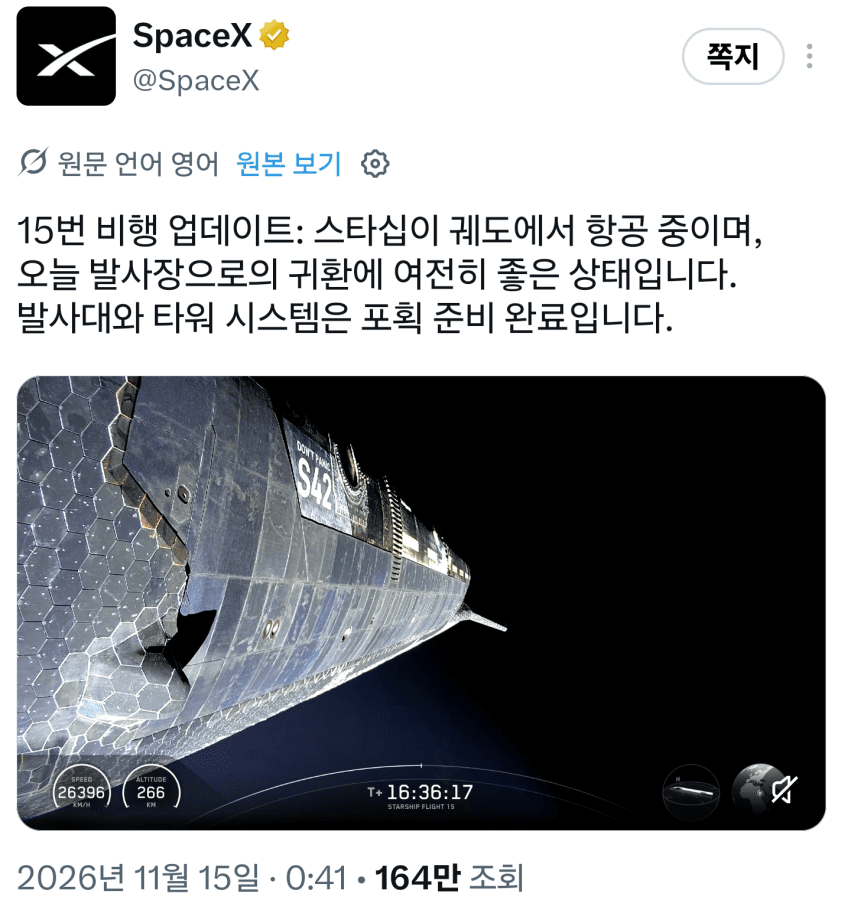 SpaceX
@SpaceX
쪽지
원문 언어 영어 원본 보기
15번 비행 업데이트: 스타십이 궤도에서 항공 중이며,
오늘 발사장으로의 귀환에 여전히 좋은 상태입니다.
발사대와 타워 시스템은 포획 준비 완료입니다.
DON'T PANIC
S42
SPEED
26396
KM/H
ALTITUDE
266
KM
T+ 16:36:17
STARSHIP FLIGHT 15
N
2026년 11월 15일 · 0:41 • 164만 조회